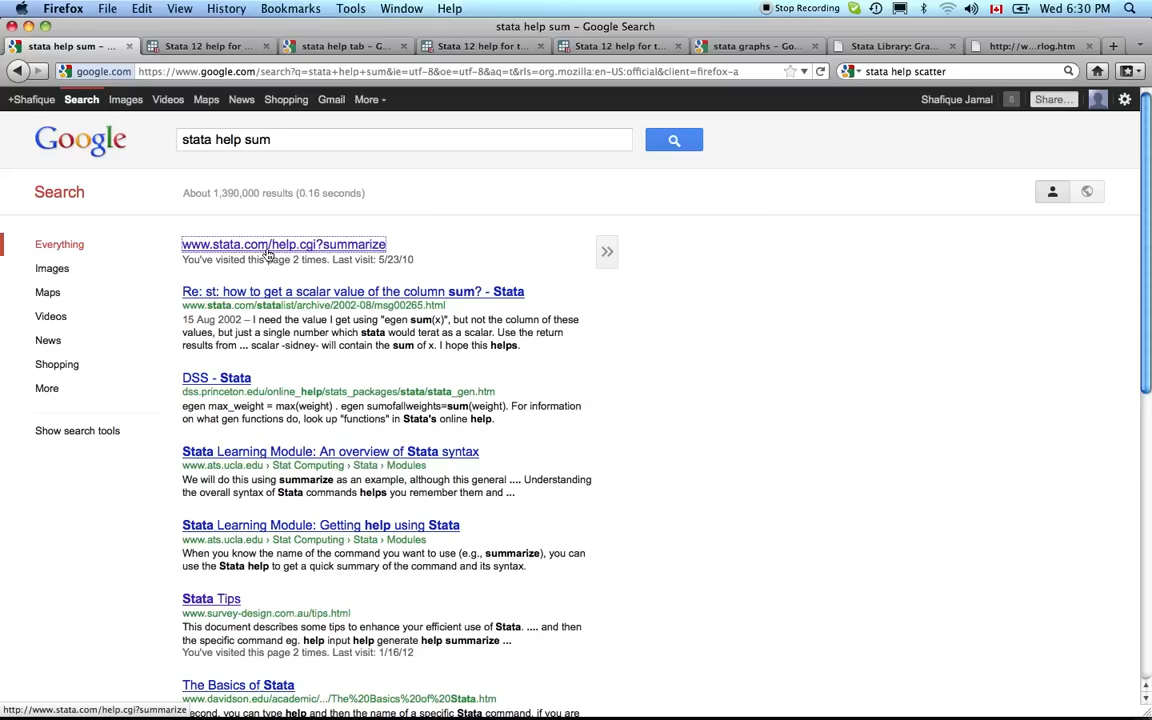 Firefox File Edit View History Bookmarks Tools Window Help Stop Recording Wed 6:30 PM
stata help sum – Google Search
stata help sum – ... Stata 12 help for ... stata help tab – G... Stata 12 help for t... Stata 12 help for t... stata graphs – Go... Stata Library: Gra... http://w...rlog.htm
google.com https://www.google.com/search?q=stata+help+sum&ie=utf-8&oe=utf-8&aq=t&rls=org.mozilla:en-US:official&client=firefox-a stata help scatter
+Shafique Search Images Videos Maps News Shopping Gmail More Shafique Jamal 0 Share...
Google stata help sum
Search About 1,390,000 results (0.16 seconds)
Everything
Images
Maps
Videos
News
Shopping
More
Show search tools
www.stata.com/help.cgi?summarize
You've visited this page 2 times. Last visit: 5/23/10
Re: st: how to get a scalar value of the column sum? - Stata
www.stata.com/statalist/archive/2002-08/msg00265.html
15 Aug 2002 – I need the value I get using "egen sum(x)", but not the column of these
values, but just a single number which stata would terat as a scalar. Use the return
results from ... scalar -sidney- will contain the sum of x. I hope this helps.
DSS - Stata
dss.princeton.edu/online_help/stats_packages/stata/stata_gen.htm
egen max_weight = max(weight) . egen sumofallweights=sum(weight). For information
on what gen functions do, look up "functions" in Stata's online help.
Stata Learning Module: An overview of Stata syntax
www.ats.ucla.edu › Stat Computing › Stata › Modules
We will do this using summarize as an example, although this general .... Understanding
the overall syntax of Stata commands helps you remember them and ...
Stata Learning Module: Getting help using Stata
www.ats.ucla.edu › Stat Computing › Stata › Modules
When you know the name of the command you want to use (e.g., summarize), you can
use the Stata help to get a quick summary of the command and its syntax.
Stata Tips
www.survey-design.com.au/tips.html
This document describes some tips to enhance your efficient use of Stata. .... and then
the specific command eg. help input help generate help summarize ...
You've visited this page 2 times. Last visit: 1/16/12
The Basics of Stata
www.davidson.edu/academic/.../The%20Basics%20of%20Stata.htm
second, you can type help and then the name of a specific Stata command, if you are
http://www.stata.com/help.cgi?summarize